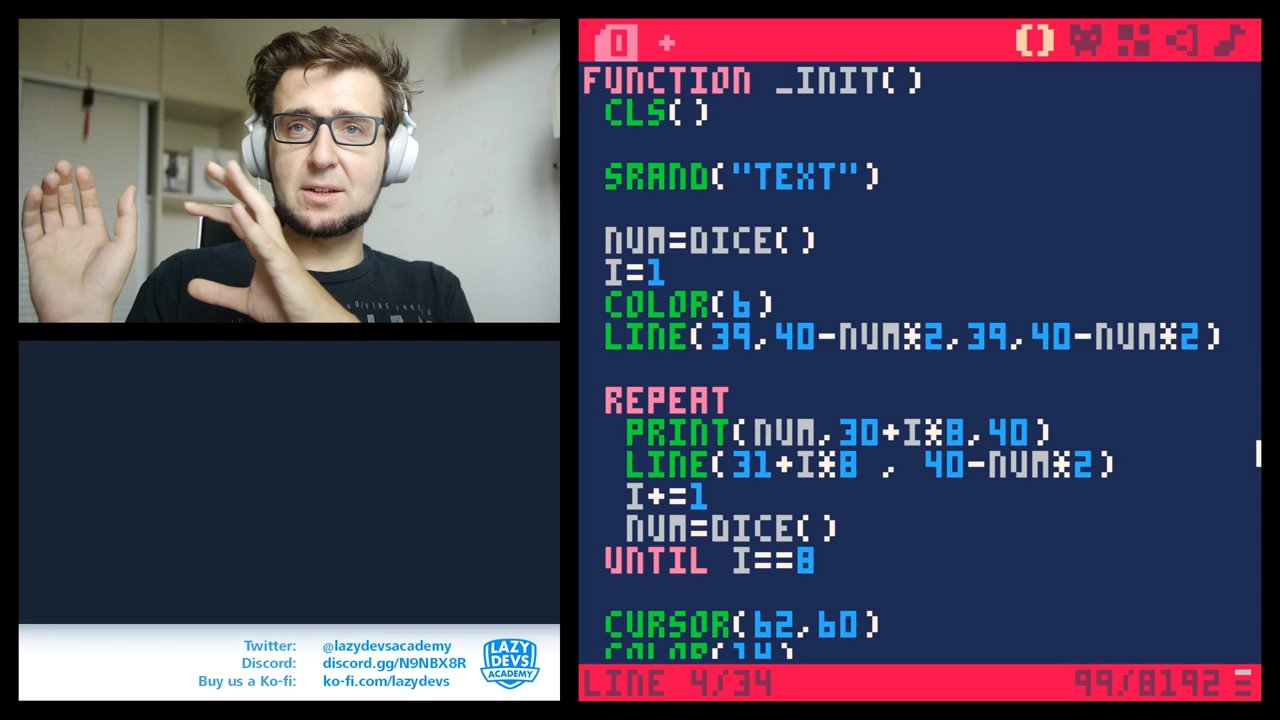 0 +
FUNCTION _INIT()
CLS()
SRAND("TEXT")
NUM=DICE()
I=1
COLOR(6)
LINE(39,40-NUM*2,39,40-NUM*2)
REPEAT
PRINT(NUM,30+I*8,40)
LINE(31+I*8 , 40-NUM*2)
I+=1
NUM=DICE()
UNTIL I==8
CURSOR(62,60)
LINE 4/34 99/8192
Twitter: @lazydevsacademy
Discord: discord.gg/N9NBX8R
Buy us a Ko-fi: ko-fi.com/lazydevs
LAZY
DEVS
ACADEMY